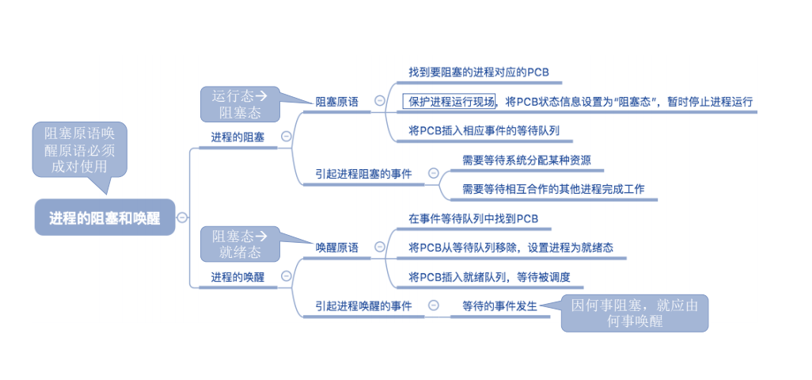 阻塞原语唤
醒原语必须
成对使用
进程的阻塞和唤醒
运行态→
阻塞态
进程的阻塞
阻塞原语
找到要阻塞的进程对应的PCB
保护进程运行现场，将PCB状态信息设置为“阻塞态”，暂时停止进程运行
将PCB插入相应事件的等待队列
引起进程阻塞的事件
需要等待系统分配某种资源
需要等待相互合作的其他进程完成工作
阻塞态→
就绪态
进程的唤醒
唤醒原语
在事件等待队列中找到PCB
将PCB从等待队列移除，设置进程为就绪态
将PCB插入就绪队列，等待被调度
引起进程唤醒的事件
等待的事件发生
因何事阻塞，就应由
何事唤醒